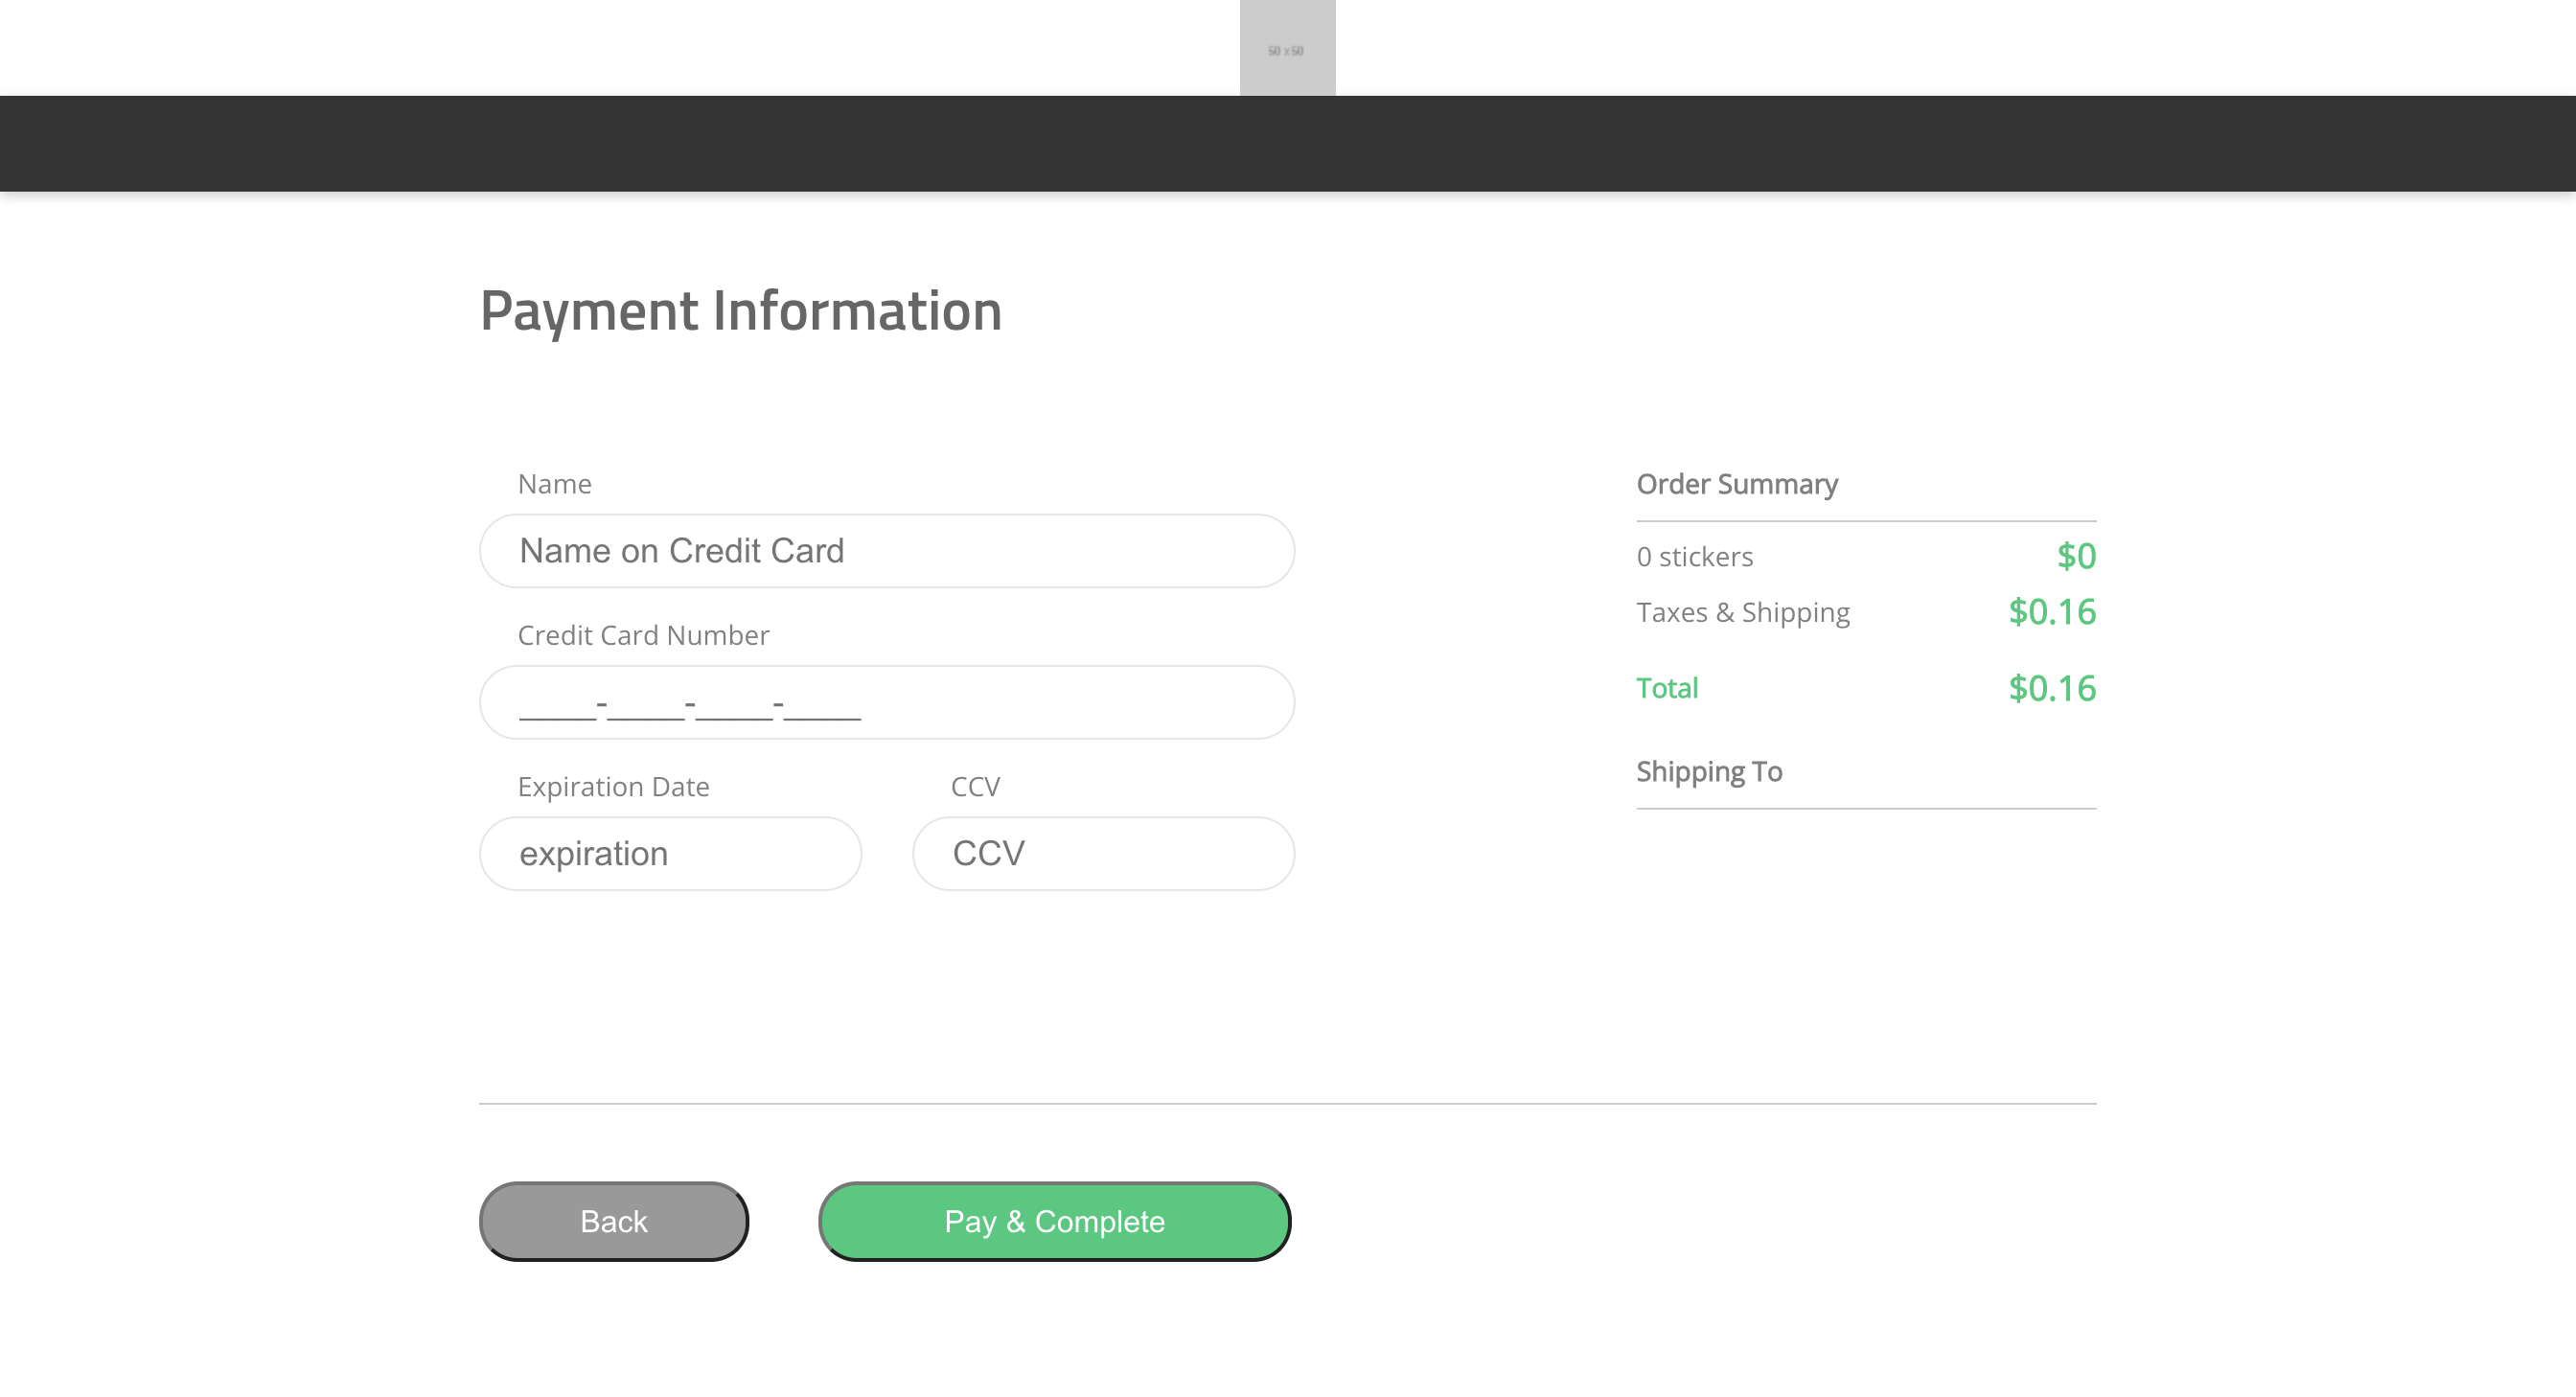 50 x 50
Payment Information
Name
Name on Credit Card
Credit Card Number
____-____-____-____
Expiration Date
expiration
CCV
CCV
Order Summary
0 stickers $0
Taxes & Shipping $0.16
Total $0.16
Shipping To
Back
Pay & Complete